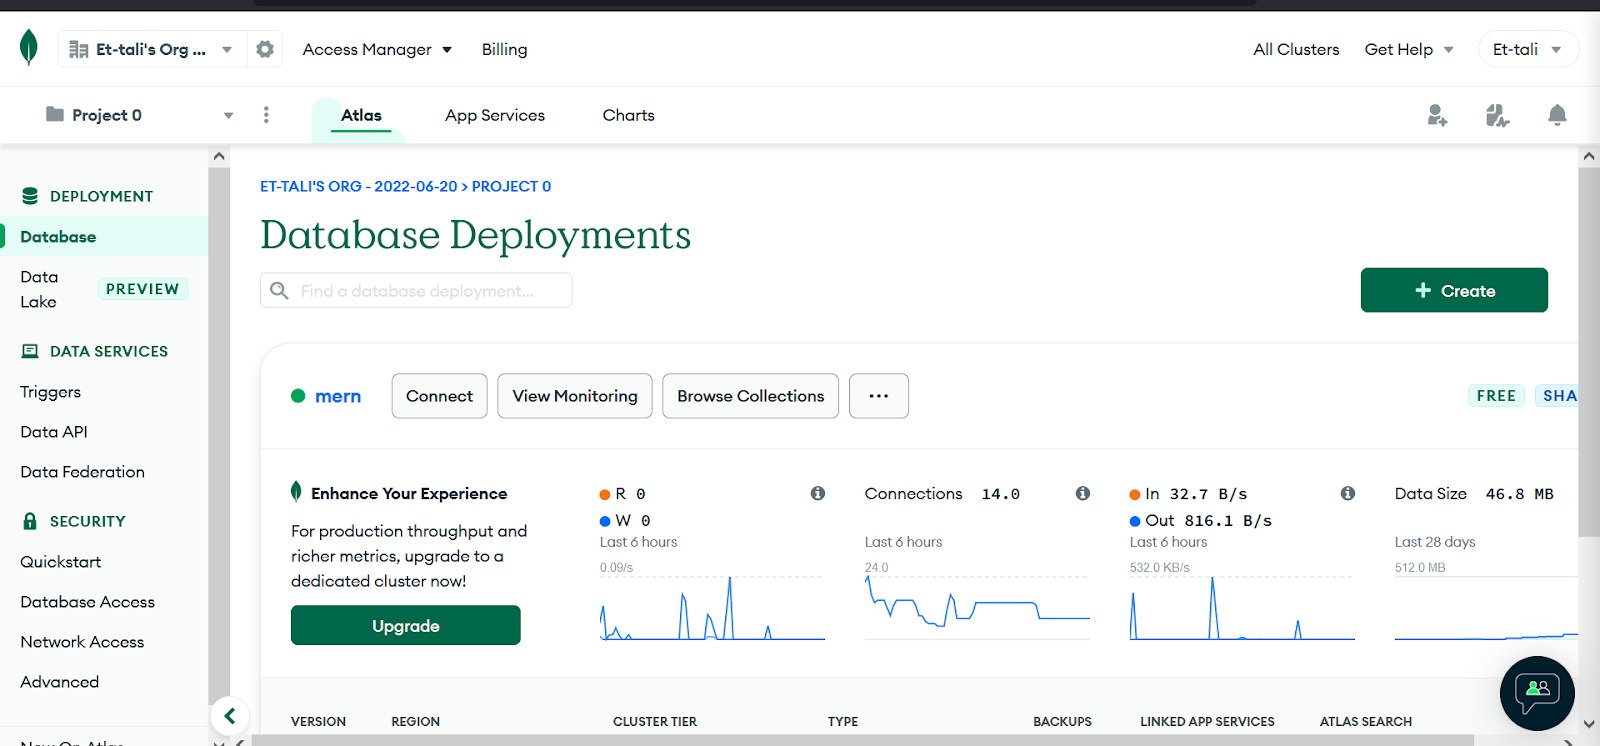 Et-tali's Org ...
Access Manager
Billing
All Clusters
Get Help
Et-tali
Project 0
Atlas
App Services
Charts
DEPLOYMENT
Database
Data Lake
PREVIEW
DATA SERVICES
Triggers
Data API
Data Federation
SECURITY
Quickstart
Database Access
Network Access
Advanced
New On Atlas
ET-TALI'S ORG - 2022-06-20 > PROJECT 0
Database Deployments
Find a database deployment...
+ Create
mern
Connect
View Monitoring
Browse Collections
...
FREE
SHA
Enhance Your Experience
For production throughput and
richer metrics, upgrade to a
dedicated cluster now!
Upgrade
R 0
W 0
Last 6 hours
0.09/s
Connections 14.0
Last 6 hours
24.0
In 32.7 B/s
Out 816.1 B/s
Last 6 hours
532.0 KB/s
Data Size 46.8 MB
Last 28 days
512.0 MB
VERSION
REGION
CLUSTER TIER
TYPE
BACKUPS
LINKED APP SERVICES
ATLAS SEARCH